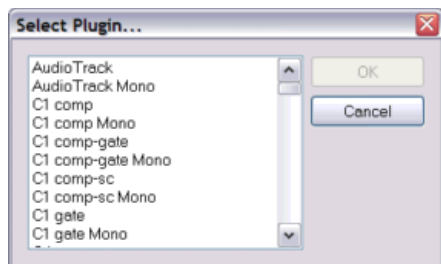 Select Plugin...
AudioTrack
AudioTrack Mono
C1 comp
C1 comp Mono
C1 comp-gate
C1 comp-gate Mono
C1 comp-sc
C1 comp-sc Mono
C1 gate
C1 gate Mono
OK
Cancel